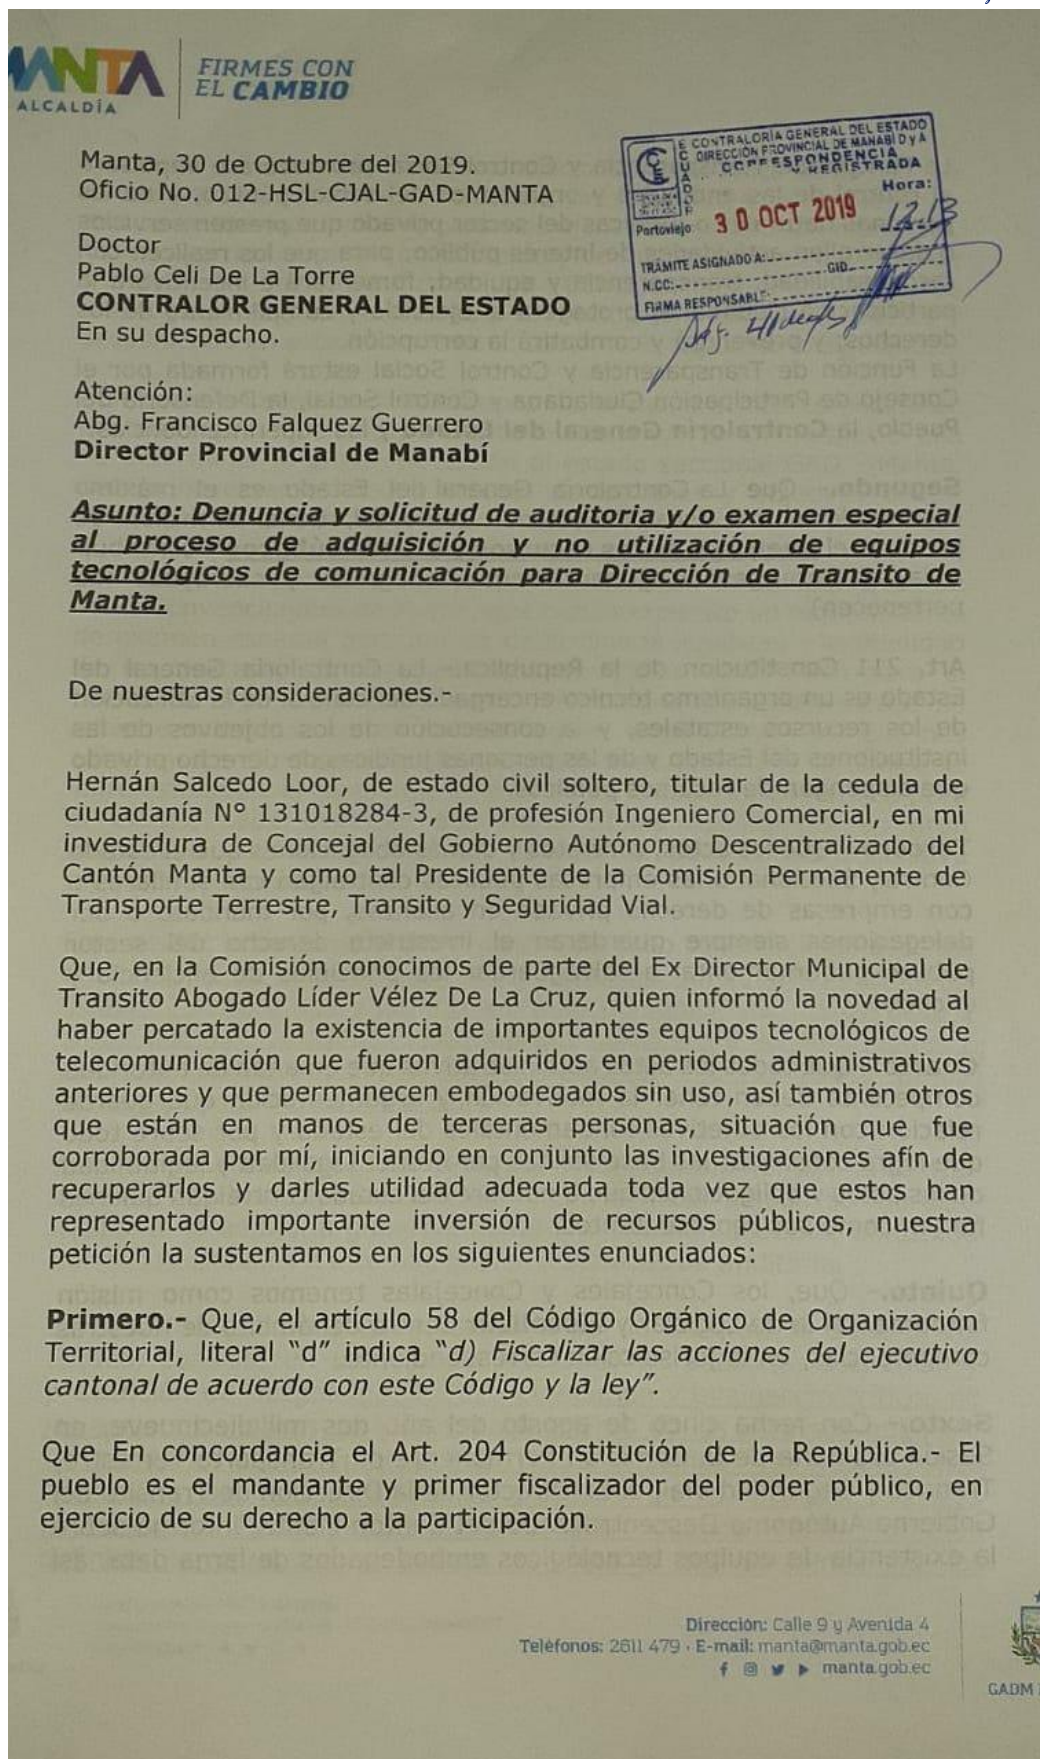 MANTA
ALCALDÍA
FIRMES CON
EL CAMBIO
CONTRALORÍA GENERAL DEL ESTADO
DIRECCIÓN PROVINCIAL DE MANABÍ
CORRESPONDENCIA
REGISTRADA
ECUADOR
Hora:
Portoviejo
30 OCT 2019
12:13
TRÁMITE ASIGNADO A:
N.CC: GID
FIRMA RESPONSABLE:
Manta, 30 de Octubre del 2019.
Oficio No. 012-HSL-CJAL-GAD-MANTA
Doctor
Pablo Celi De La Torre
CONTRALOR GENERAL DEL ESTADO
En su despacho.
Atención:
Abg. Francisco Falquez Guerrero
Director Provincial de Manabí
Asunto: Denuncia y solicitud de auditoria y/o examen especial
al proceso de adquisición y no utilización de equipos
tecnológicos de comunicación para Dirección de Transito de
Manta.
De nuestras consideraciones.-
Hernán Salcedo Loor, de estado civil soltero, titular de la cedula de
ciudadanía N° 131018284-3, de profesión Ingeniero Comercial, en mi
investidura de Concejal del Gobierno Autónomo Descentralizado del
Cantón Manta y como tal Presidente de la Comisión Permanente de
Transporte Terrestre, Transito y Seguridad Vial.
Que, en la Comisión conocimos de parte del Ex Director Municipal de
Transito Abogado Líder Vélez De La Cruz, quien informó la novedad al
haber percatado la existencia de importantes equipos tecnológicos de
telecomunicación que fueron adquiridos en periodos administrativos
anteriores y que permanecen embodegados sin uso, así también otros
que están en manos de terceras personas, situación que fue
corroborada por mí, iniciando en conjunto las investigaciones afín de
recuperarlos y darles utilidad adecuada toda vez que estos han
representado importante inversión de recursos públicos, nuestra
petición la sustentamos en los siguientes enunciados:
Primero.- Que, el artículo 58 del Código Orgánico de Organización
Territorial, literal "d" indica "d) Fiscalizar las acciones del ejecutivo
cantonal de acuerdo con este Código y la ley".
Que En concordancia el Art. 204 Constitución de la República.- El
pueblo es el mandante y primer fiscalizador del poder público, en
ejercicio de su derecho a la participación.
Dirección: Calle 9 y Avenida 4
Teléfonos: 2611 479 · E-mail: manta@manta.gob.ec
manta.gob.ec
GADM